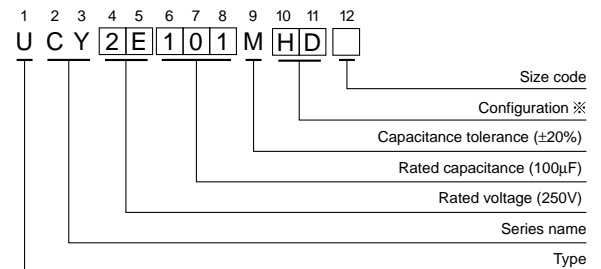 1 2 3 4 5 6 7 8 9 10 11 12
U C Y 2 E 1 0 1 M H D
Size code
Configuration ※
Capacitance tolerance (±20%)
Rated capacitance (100µF)
Rated voltage (250V)
Series name
Type